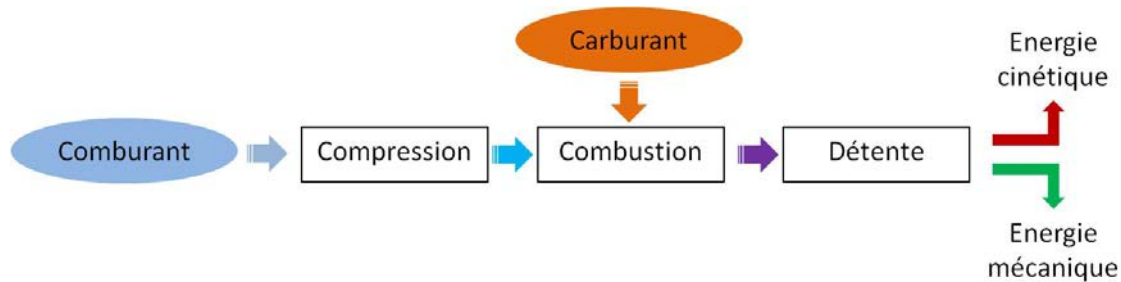 Carburant
Energie
cinétique
Comburant
Compression
Combustion
Détente
Energie
mécanique